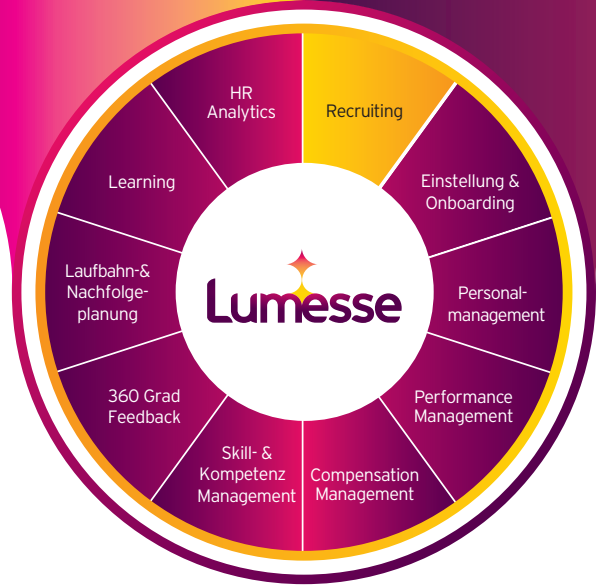 HR
Analytics
Recruiting
Einstellung &
Onboarding
Personal-
management
Performance
Management
Compensation
Management
Skill- &
Kompetenz
Management
360 Grad
Feedback
Laufbahn-&
Nachfolge-
planung
Learning
Lumesse